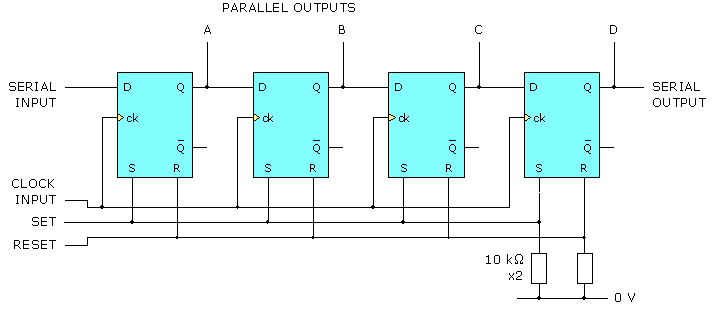 PARALLEL OUTPUTS
A B C D
SERIAL INPUT
D Q D Q D Q D Q
SERIAL OUTPUT
ck ck ck ck
Q̅ Q̅ Q̅ Q̅
S R S R S R S R
CLOCK INPUT
SET
RESET
10 kΩ
x2
0 V